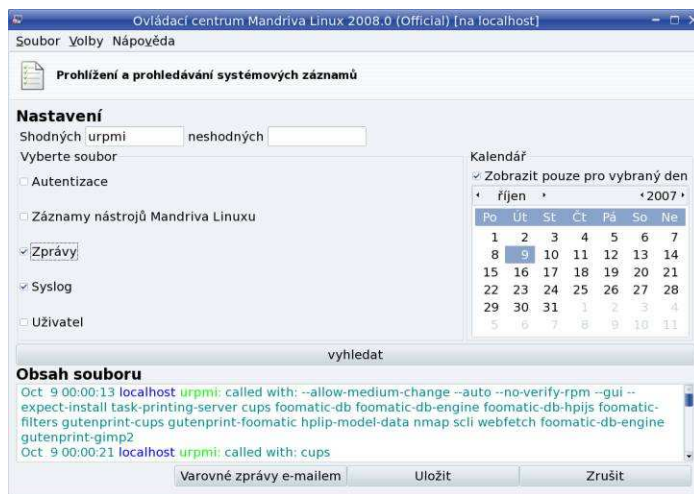 Ovládací centrum Mandriva Linux 2008.0 (Official) [na localhost]
Soubor Volby Nápověda
Prohlížení a prohledávání systémových záznamů
Nastavení
Shodných urpmi neshodných
Vyberte soubor
Autentizace
Záznamy nástrojů Mandriva Linuxu
Zprávy
Syslog
Uživatel
Kalendář
Zobrazit pouze pro vybraný den
říjen 2007
Po Út St Čt Pá So Ne
1 2 3 4 5 6 7
8 9 10 11 12 13 14
15 16 17 18 19 20 21
22 23 24 25 26 27 28
29 30 31 1 2 3 4
5 6 7 8 9 10 11
vyhledat
Obsah souboru
Oct 9 00:00:13 localhost urpmi: called with: --allow-medium-change --auto --no-verify-rpm --gui --
expect-install task-printing-server cups foomatic-db foomatic-db-engine foomatic-db-hpijs foomatic-
filters gutenprint-cups gutenprint-foomatic hplip-model-data nmap scli webfetch foomatic-db-engine
gutenprint-gimp2
Oct 9 00:00:21 localhost urpmi: called with: cups
Varovné zprávy e-mailem Uložit Zrušit